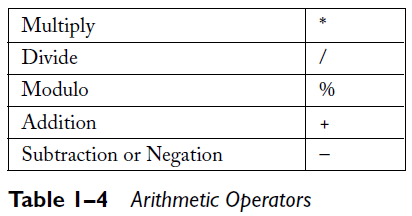 Multiply *
Divide /
Modulo %
Addition +
Subtraction or Negation –
Table 1–4 Arithmetic Operators